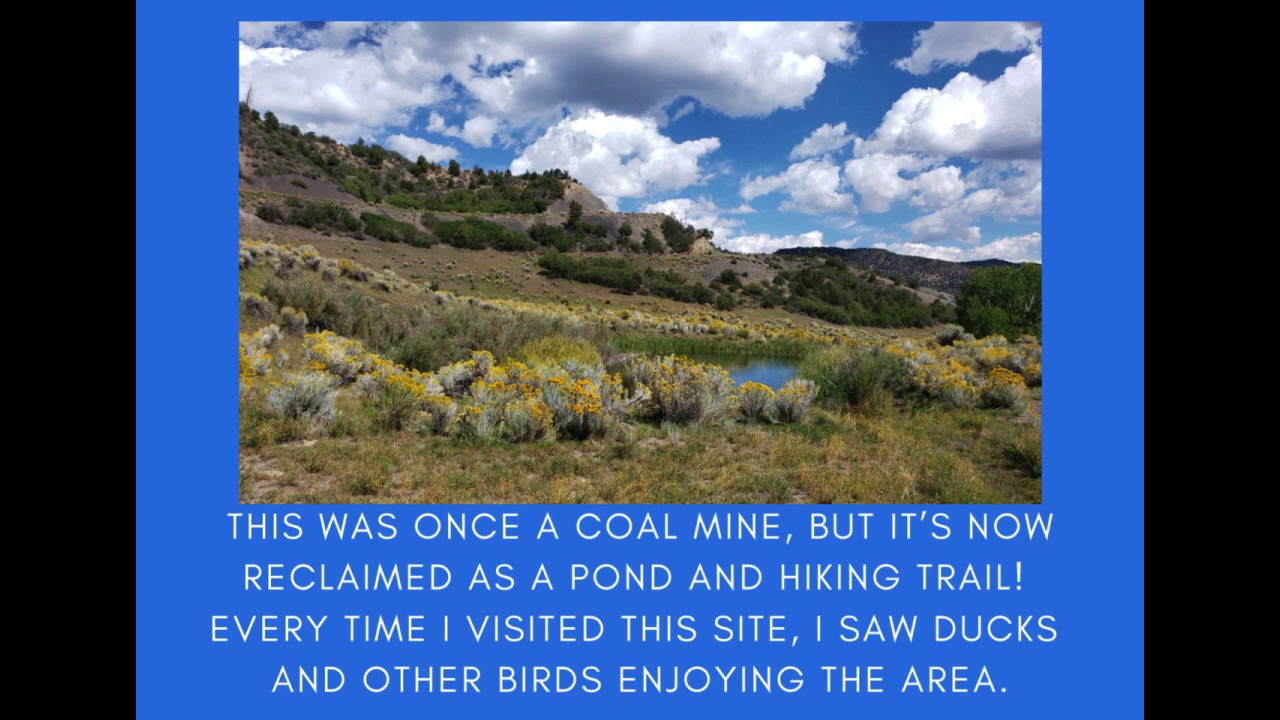 THIS WAS ONCE A COAL MINE, BUT IT'S NOW
RECLAIMED AS A POND AND HIKING TRAIL!
EVERY TIME I VISITED THIS SITE, I SAW DUCKS
AND OTHER BIRDS ENJOYING THE AREA.